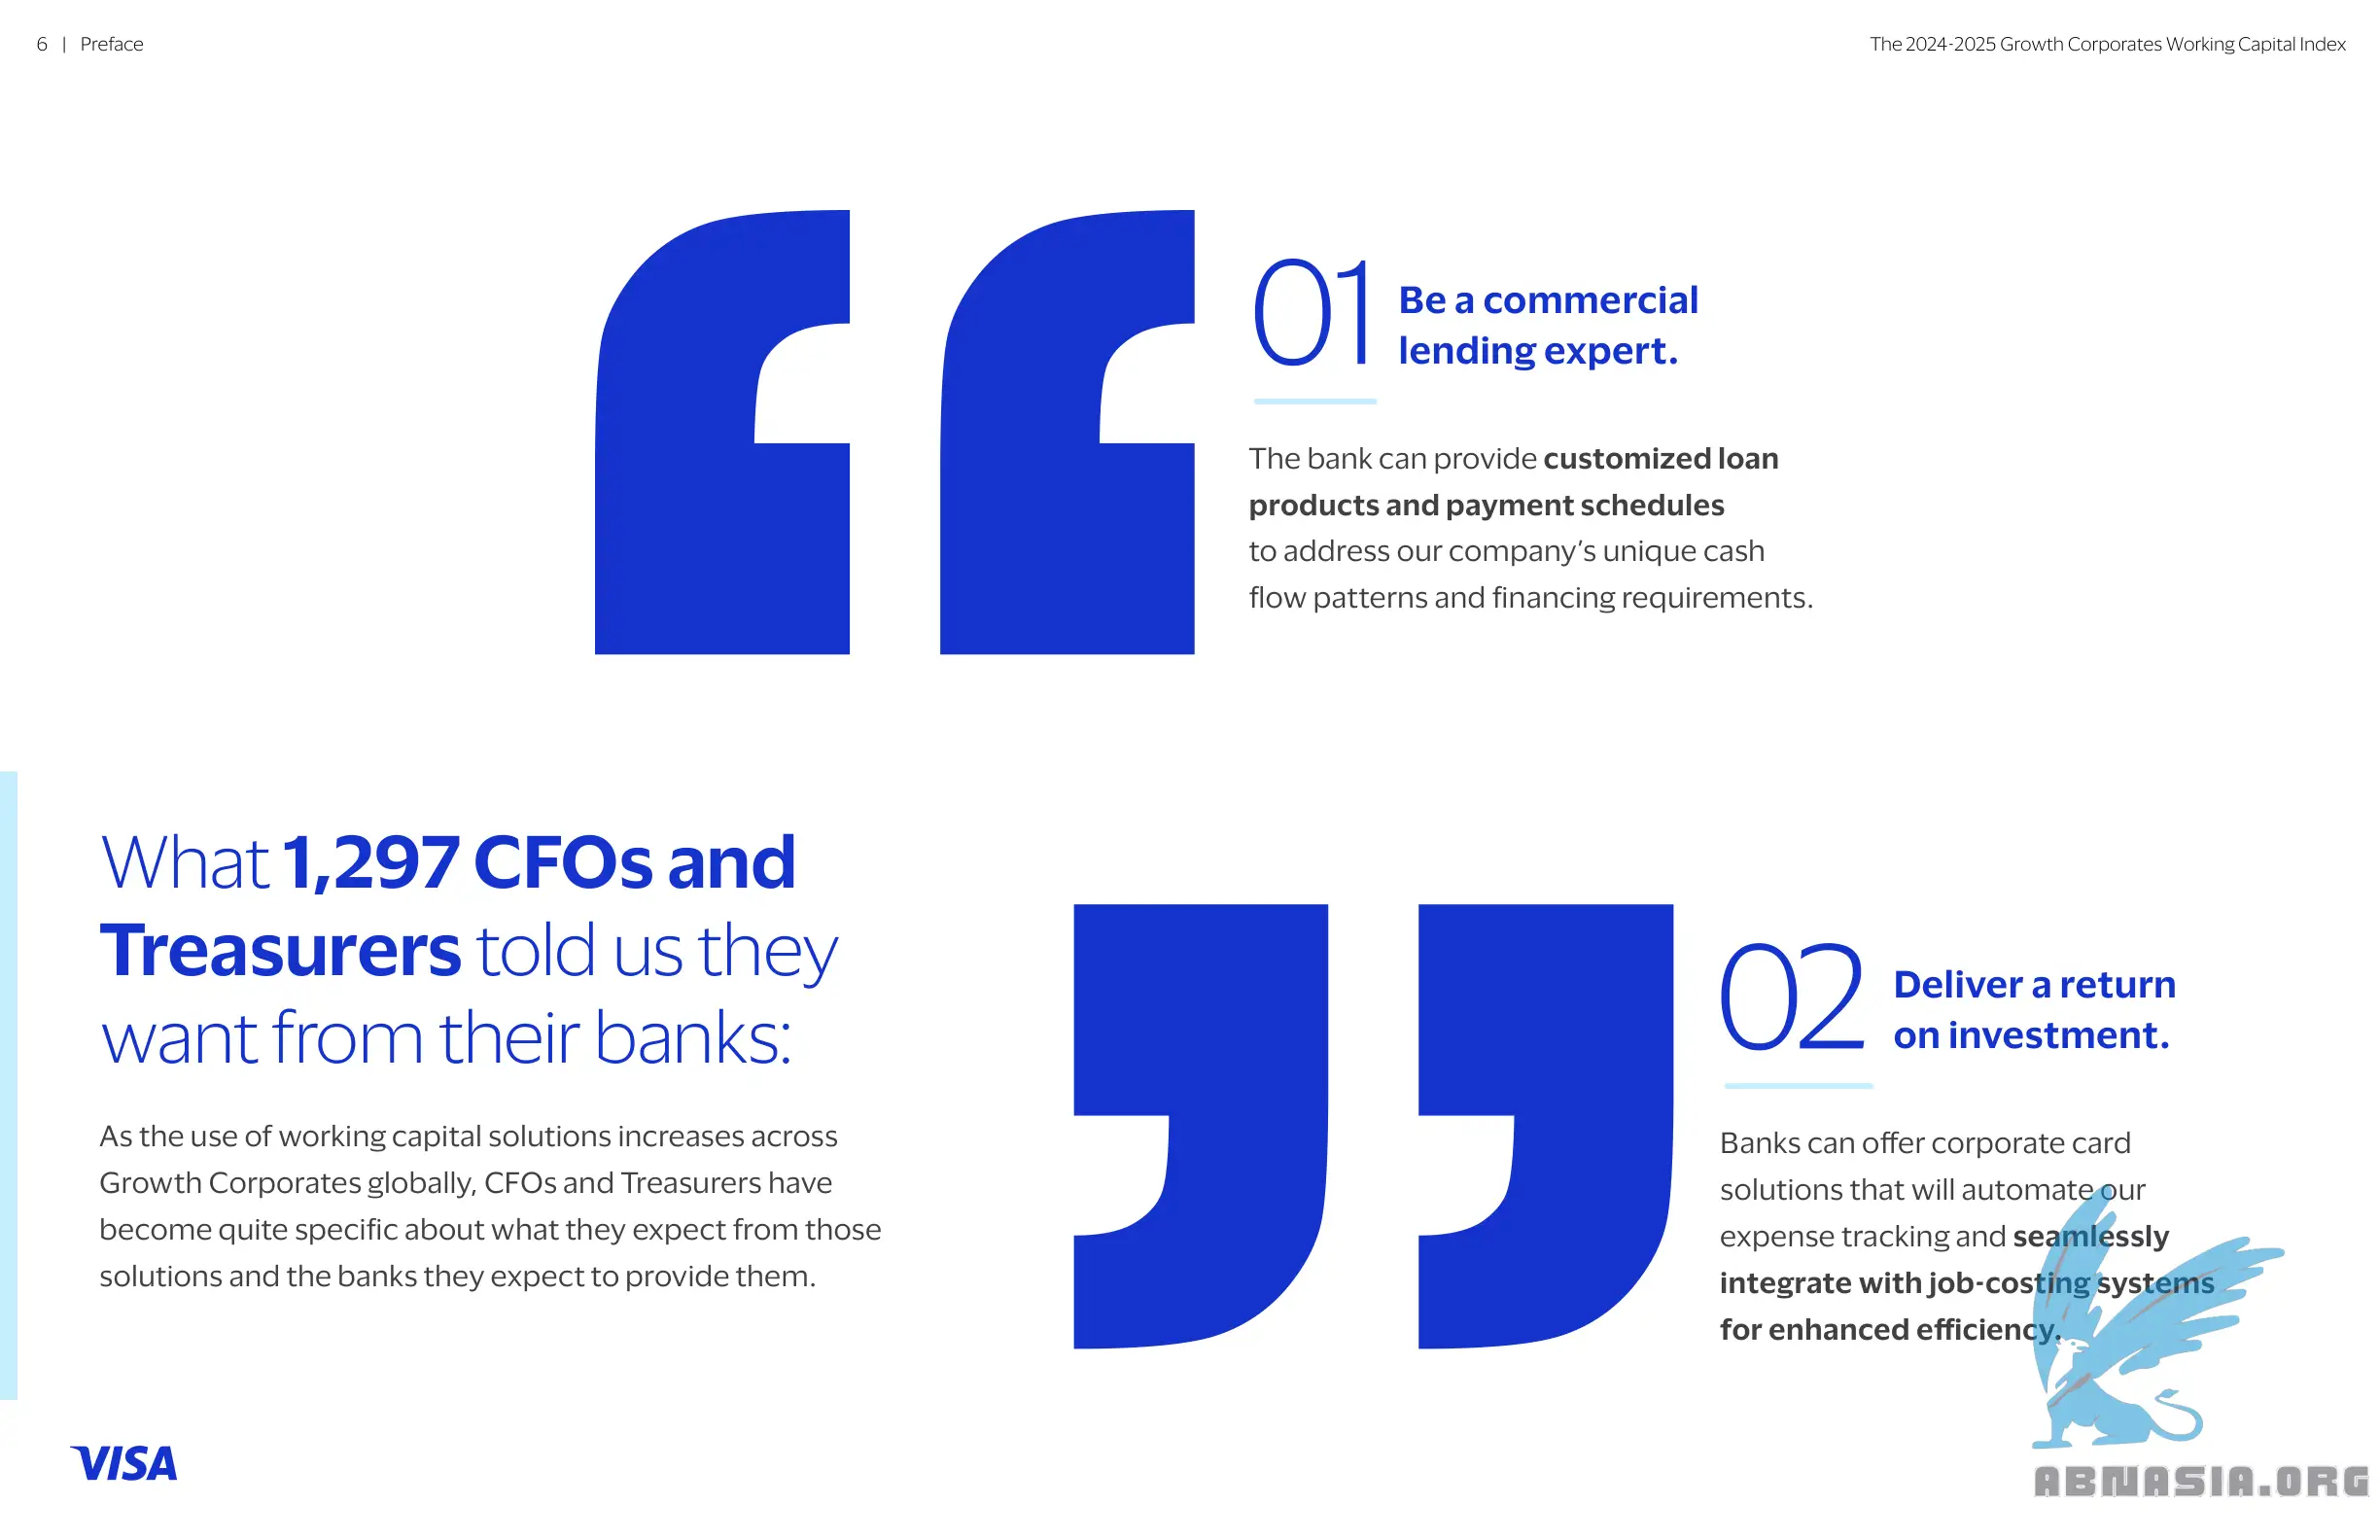 6 | Preface
The 2024-2025 Growth Corporates Working Capital Index
01
Be a commercial
lending expert.
The bank can provide customized loan
products and payment schedules
to address our company’s unique cash
flow patterns and financing requirements.
What 1,297 CFOs and
Treasurers told us they
want from their banks:
As the use of working capital solutions increases across
Growth Corporates globally, CFOs and Treasurers have
become quite specific about what they expect from those
solutions and the banks they expect to provide them.
02
Deliver a return
on investment.
Banks can offer corporate card
solutions that will automate our
expense tracking and seamlessly
integrate with job-costing systems
for enhanced efficiency.
VISA
ABNASIA.ORG